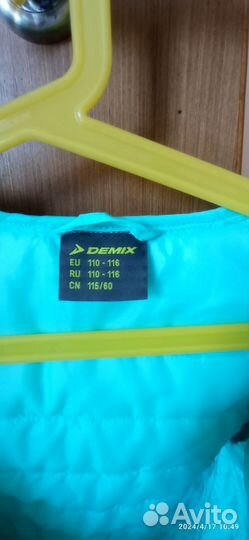 DEMIX
EU 110 - 116
RU 110 - 116
CN 115/60
Avito
2024/4/17 10:49